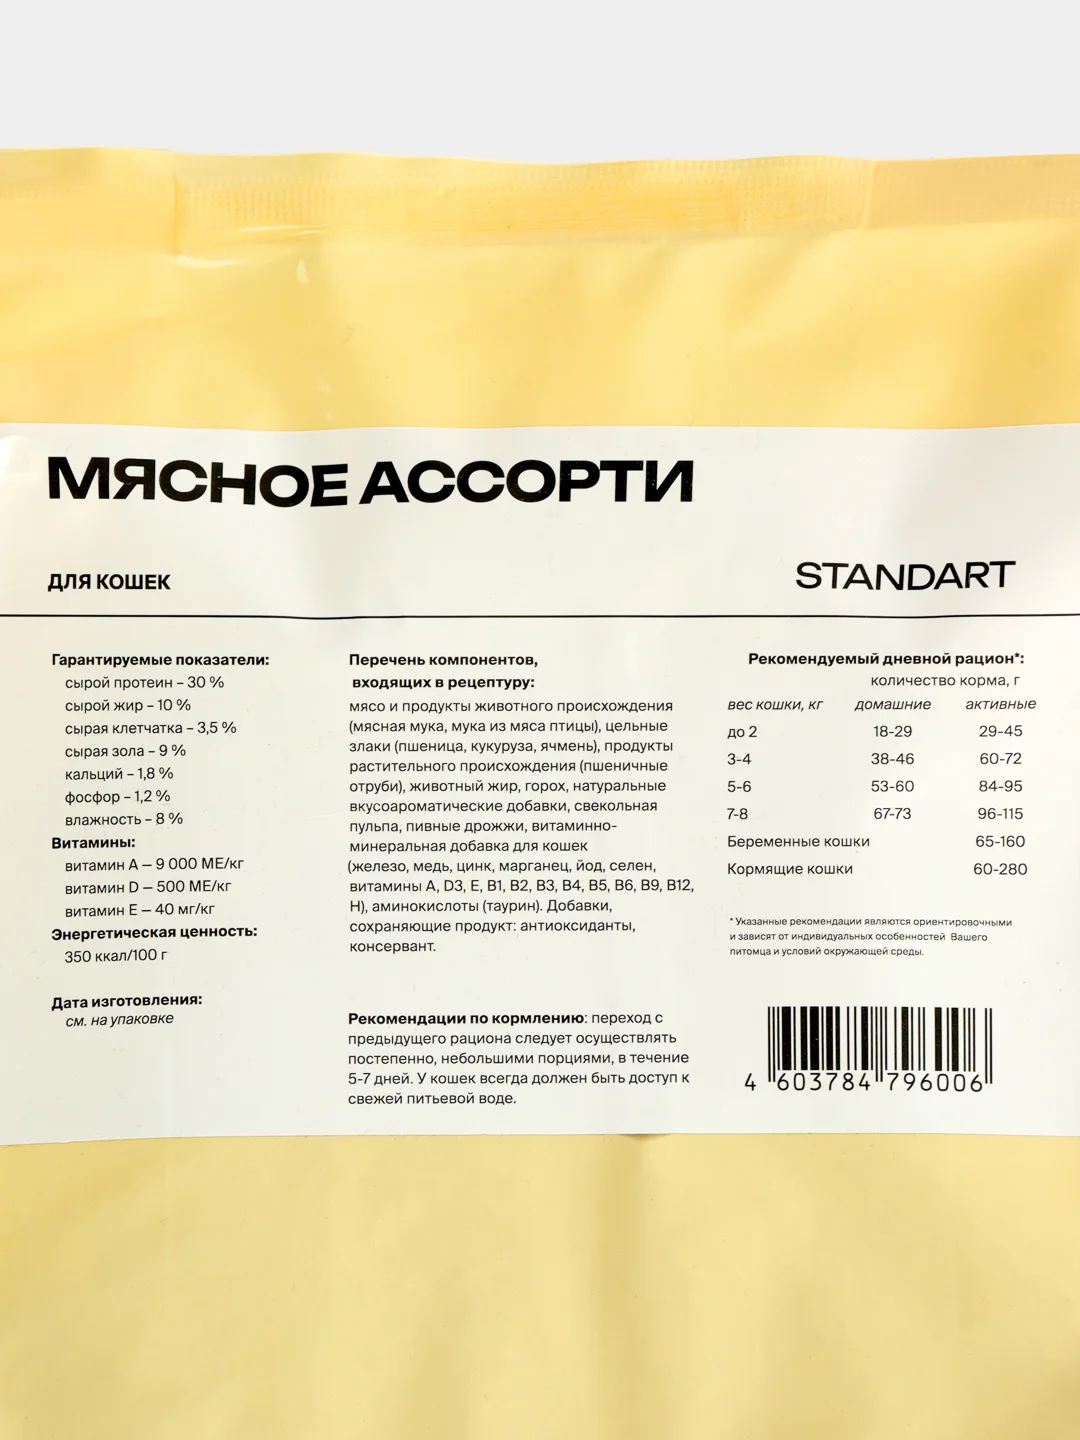 МЯСНОЕ АССОРТИ
ДЛЯ КОШЕК
STANDART
Гарантируемые показатели:
сырой протеин – 30 %
сырой жир – 10 %
сырая клетчатка – 3,5 %
сырая зола – 9 %
кальций – 1,8 %
фосфор – 1,2 %
влажность – 8 %
Витамины:
витамин А — 9 000 МЕ/кг
витамин D — 500 МЕ/кг
витамин Е — 40 мг/кг
Энергетическая ценность:
350 ккал/100 г
Дата изготовления:
см. на упаковке
Перечень компонентов,
входящих в рецептуру:
мясо и продукты животного происхождения
(мясная мука, мука из мяса птицы), цельные
злаки (пшеница, кукуруза, ячмень), продукты
растительного происхождения (пшеничные
отруби), животный жир, горох, натуральные
вкусоароматические добавки, свекольная
пульпа, пивные дрожжи, витаминно-
минеральная добавка для кошек
(железо, медь, цинк, марганец, йод, селен,
витамины А, D3, Е, В1, В2, В3, В4, В5, В6, В9, В12,
Н), аминокислоты (таурин). Добавки,
сохраняющие продукт: антиоксиданты,
консервант.
Рекомендации по кормлению: переход с
предыдущего рациона следует осуществлять
постепенно, небольшими порциями, в течение
5-7 дней. У кошек всегда должен быть доступ к
свежей питьевой воде.
Рекомендуемый дневной рацион*:
количество корма, г
вес кошки, кг домашние активные
до 2 18-29 29-45
3-4 38-46 60-72
5-6 53-60 84-95
7-8 67-73 96-115
Беременные кошки 65-160
Кормящие кошки 60-280
* Указанные рекомендации являются ориентировочными
и зависят от индивидуальных особенностей Вашего
питомца и условий окружающей среды.
4 603784 796006